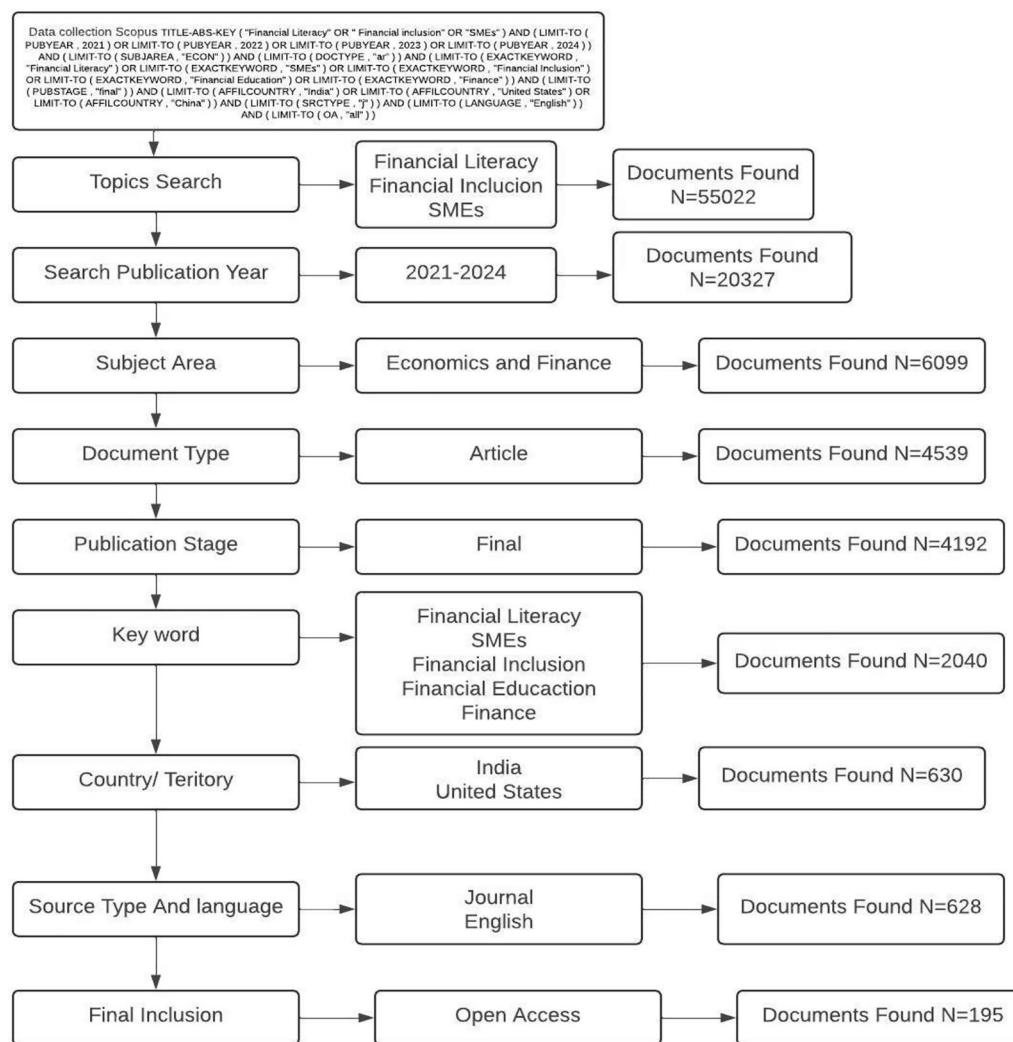 Data collection Scopus TITLE-ABS-KEY ( "Financial Literacy" OR " Financial inclusion" OR "SMEs" ) AND ( LIMIT-TO (
PUBYEAR , 2021 ) OR LIMIT-TO ( PUBYEAR , 2022 ) OR LIMIT-TO ( PUBYEAR , 2023 ) OR LIMIT-TO ( PUBYEAR , 2024 ) )
AND ( LIMIT-TO ( SUBJAREA , "ECON" ) ) AND ( LIMIT-TO ( DOCTYPE , "ar" ) ) AND ( LIMIT-TO ( EXACTKEYWORD ,
"Financial Literacy" ) OR LIMIT-TO ( EXACTKEYWORD , "SMEs" ) OR LIMIT-TO ( EXACTKEYWORD , "Financial Inclusion" )
OR LIMIT-TO ( EXACTKEYWORD , "Financial Education" ) OR LIMIT-TO ( EXACTKEYWORD , "Finance" ) ) AND ( LIMIT-TO
( PUBSTAGE , "final" ) ) AND ( LIMIT-TO ( AFFILCOUNTRY , "India" ) OR LIMIT-TO ( AFFILCOUNTRY , "United States" ) OR
LIMIT-TO ( AFFILCOUNTRY , "China" ) ) AND ( LIMIT-TO ( SRCTYPE , "j" ) ) AND ( LIMIT-TO ( LANGUAGE , "English" ) )
AND ( LIMIT-TO ( OA , "all" ) )
Topics Search
Financial Literacy
Financial Inclucion
SMEs
Documents Found
N=55022
Search Publication Year
2021-2024
Documents Found
N=20327
Subject Area
Economics and Finance
Documents Found N=6099
Document Type
Article
Documents Found N=4539
Publication Stage
Final
Documents Found N=4192
Key word
Financial Literacy
SMEs
Financial Inclusion
Financial Educaction
Finance
Documents Found N=2040
Country/ Teritory
India
United States
Documents Found N=630
Source Type And language
Journal
English
Documents Found N=628
Final Inclusion
Open Access
Documents Found N=195